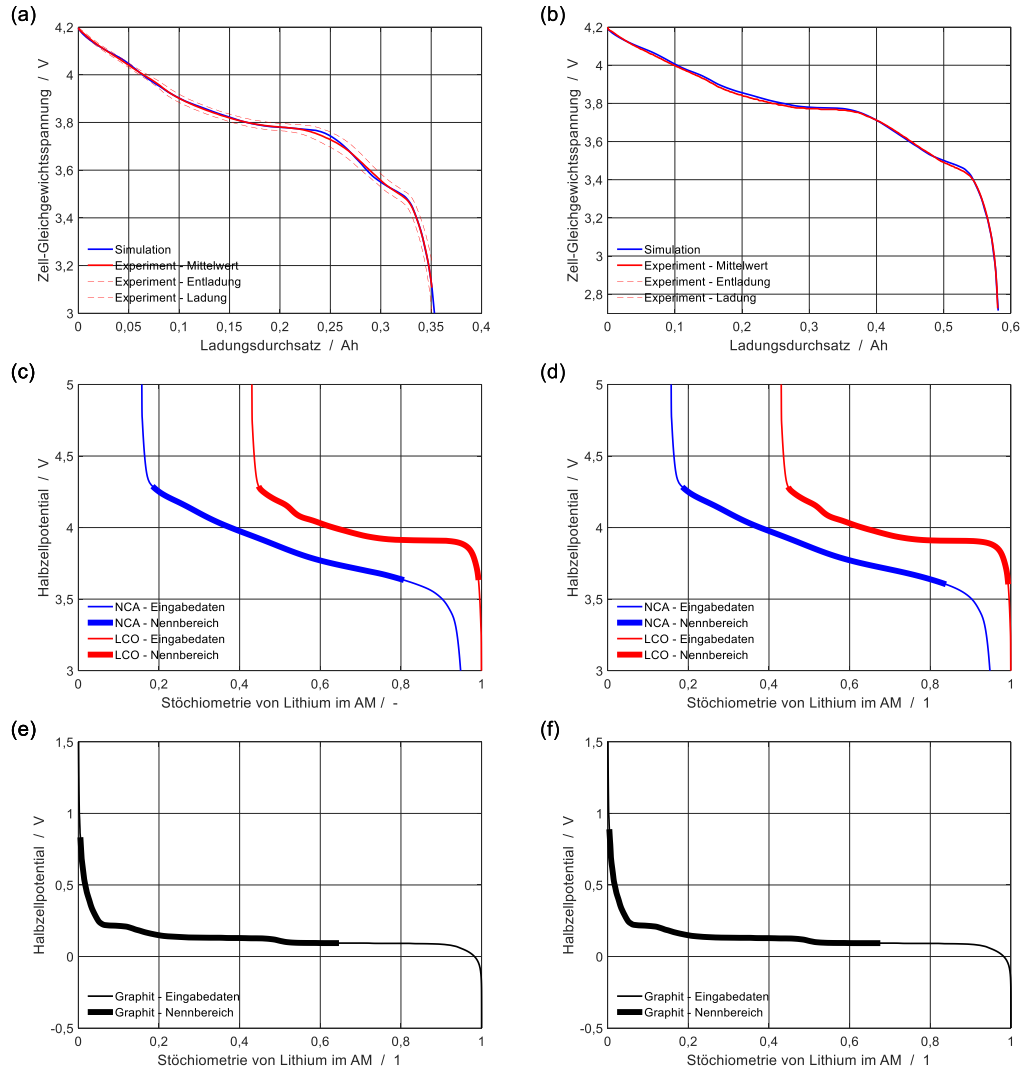 (a)
4,2
4
3,8
3,6
3,4
3,2
3
Zell-Gleichgewichtsspannung / V
Simulation
Experiment - Mittelwert
Experiment - Entladung
Experiment - Ladung
0 0,05 0,1 0,15 0,2 0,25 0,3 0,35 0,4
Ladungsdurchsatz / Ah
(b)
4,2
4
3,8
3,6
3,4
3,2
3
2,8
Zell-Gleichgewichtsspannung / V
Simulation
Experiment - Mittelwert
Experiment - Entladung
Experiment - Ladung
0 0,1 0,2 0,3 0,4 0,5 0,6
Ladungsdurchsatz / Ah
(c)
5
4,5
4
3,5
3
Halbzellpotential / V
NCA - Eingabedaten
NCA - Nennbereich
LCO - Eingabedaten
LCO - Nennbereich
0 0,2 0,4 0,6 0,8 1
Stöchiometrie von Lithium im AM / -
(d)
5
4,5
4
3,5
3
Halbzellpotential / V
NCA - Eingabedaten
NCA - Nennbereich
LCO - Eingabedaten
LCO - Nennbereich
0 0,2 0,4 0,6 0,8 1
Stöchiometrie von Lithium im AM / 1
(e)
1,5
1
0,5
0
-0,5
Halbzellpotential / V
Graphit - Eingabedaten
Graphit - Nennbereich
0 0,2 0,4 0,6 0,8 1
Stöchiometrie von Lithium im AM / 1
(f)
1,5
1
0,5
0
-0,5
Halbzellpotential / V
Graphit - Eingabedaten
Graphit - Nennbereich
0 0,2 0,4 0,6 0,8 1
Stöchiometrie von Lithium im AM / 1